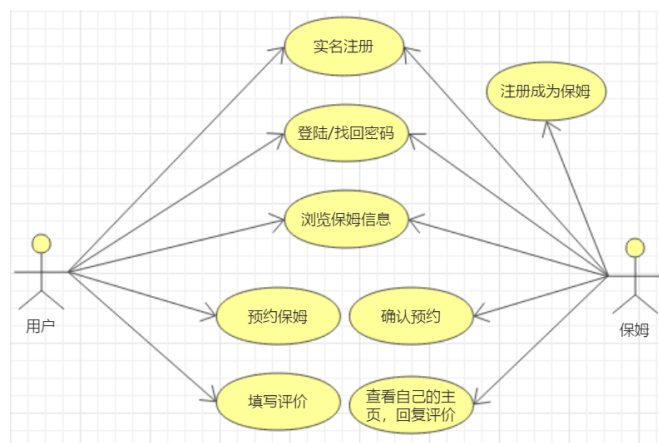 实名注册
注册成为保姆
登陆/找回密码
浏览保姆信息
用户
保姆
预约保姆
确认预约
填写评价
查看自己的主
页，回复评价